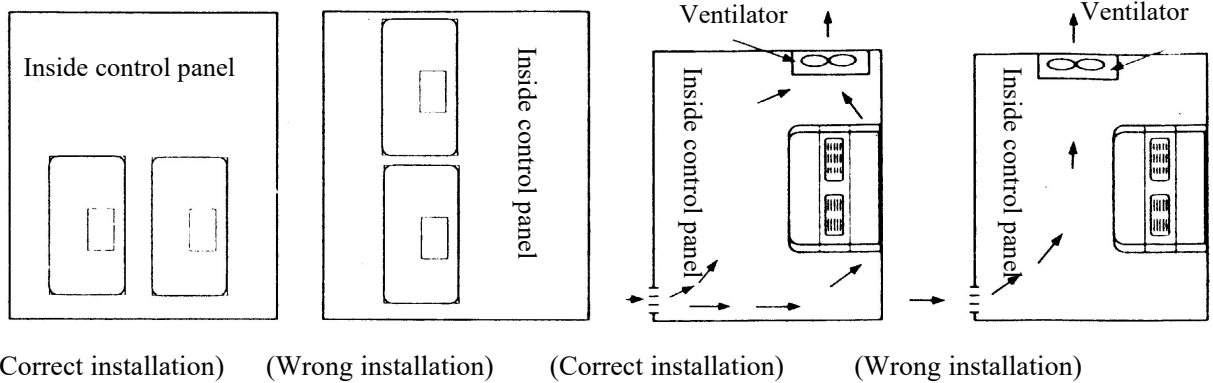 Ventilator
Ventilator
Inside control panel
Inside control panel
Inside control panel
Inside control panel
Correct installation)
(Wrong installation)
(Correct installation)
(Wrong installation)